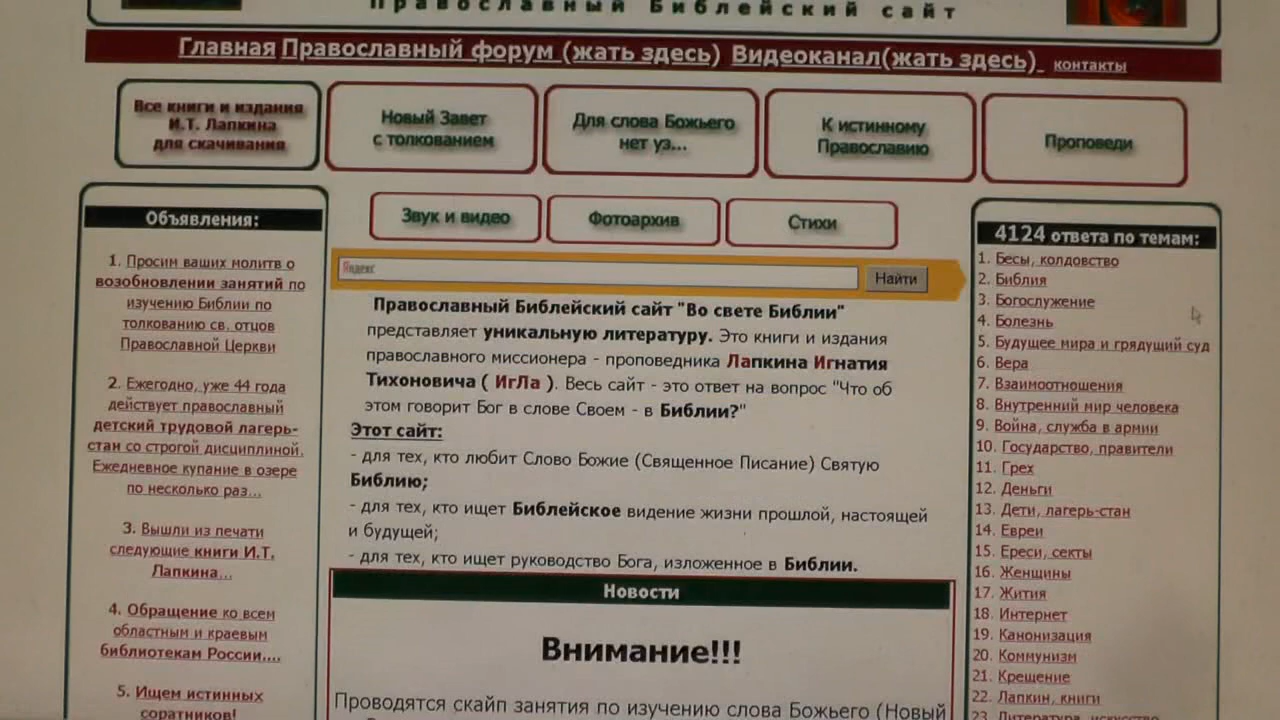 Православный Библейский сайт
Главная Православный форум (жать здесь) Видеоканал(жать здесь) контакты
Все книги и издания
И.Т. Лапкина
для скачивания
Новый Завет
с толкованием
Для слова Божьего
нет уз...
К истинному
Православию
Проповеди
Звук и видео
Фотоархив
Стихи
Объявления:
1. Просим ваших молитв о
возобновлении занятий по
изучению Библии по
толкованию св. отцов
Православной Церкви
2. Ежегодно, уже 44 года
действует православный
детский трудовой лагерь-
стан со строгой дисциплиной.
Ежедневное купание в озере
по несколько раз...
3. Вышли из печати
следующие книги И.Т.
Лапкина...
4. Обращение ко всем
областным и краевым
библиотекам России....
5. Ищем истинных
соратников!
Яндекс
Найти
Православный Библейский сайт "Во свете Библии"
представляет уникальную литературу. Это книги и издания
православного миссионера - проповедника Лапкина Игнатия
Тихоновича ( ИгЛа ). Весь сайт - это ответ на вопрос "Что об
этом говорит Бог в слове Своем - в Библии?"
Этот сайт:
- для тех, кто любит Слово Божие (Священное Писание) Святую
Библию;
- для тех, кто ищет Библейское видение жизни прошлой, настоящей
и будущей;
- для тех, кто ищет руководство Бога, изложенное в Библии.
Новости
Внимание!!!
Проводятся скайп занятия по изучению слова Божьего (Новый
4124 ответа по темам:
1. Бесы, колдовство
2. Библия
3. Богослужение
4. Болезнь
5. Будущее мира и грядущий суд
6. Вера
7. Взаимоотношения
8. Внутренний мир человека
9. Война, служба в армии
10. Государство, правители
11. Грех
12. Деньги
13. Дети, лагерь-стан
14. Евреи
15. Ереси, секты
16. Женщины
17. Жития
18. Интернет
19. Канонизация
20. Коммунизм
21. Крещение
22. Лапкин, книги
23. Литература, искусство